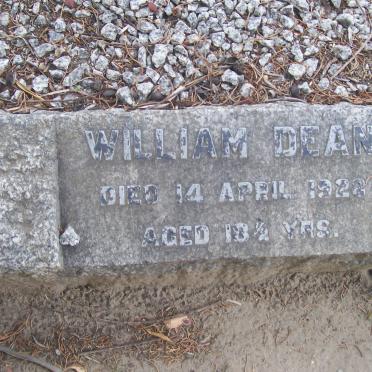 WILLIAM DEAN
DIED 14 APRIL 1928
AGED 18½ YRS.